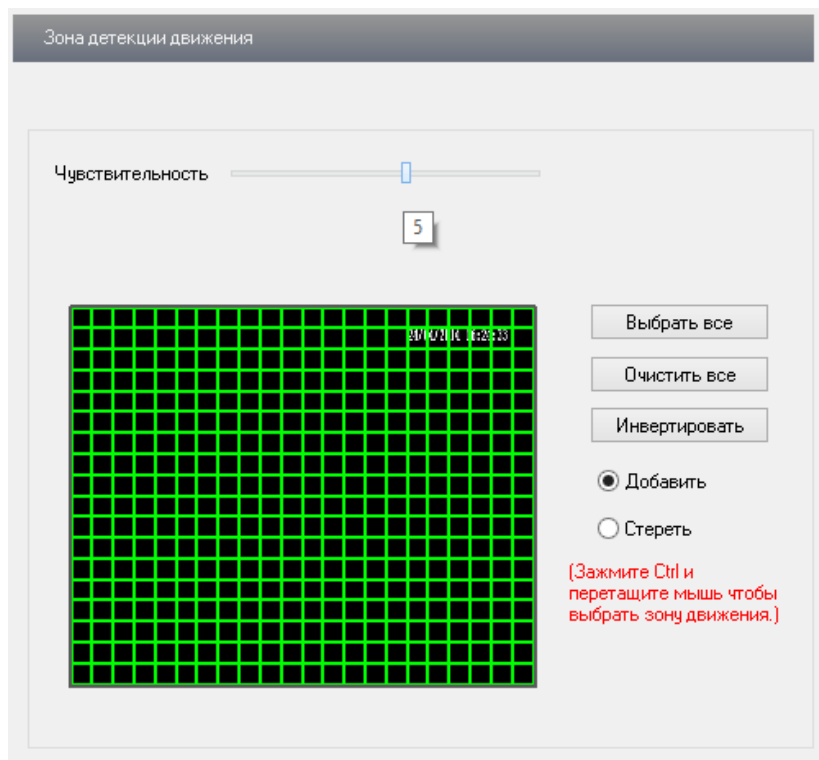 Зона детекции движения
Чувствительность
5
Выбрать все
Очистить все
Инвертировать
Добавить
Стереть
(Зажмите Ctrl и
перетащите мышь чтобы
выбрать зону движения.)